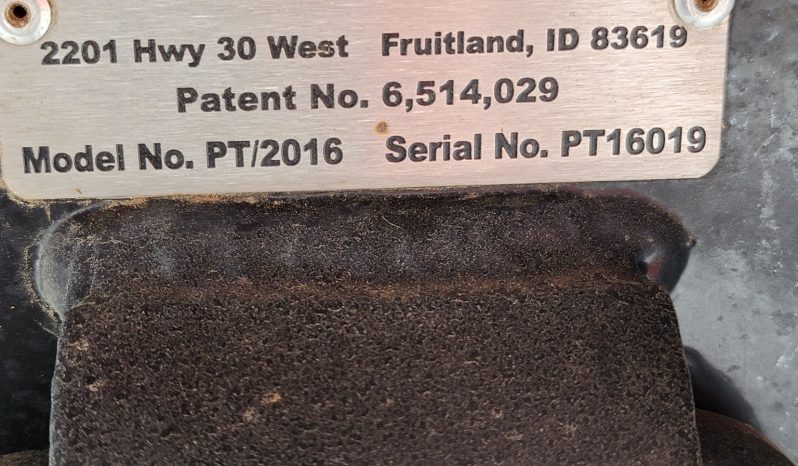 2201 Hwy 30 West Fruitland, ID 83619
Patent No. 6,514,029
Model No. PT/2016 Serial No. PT16019